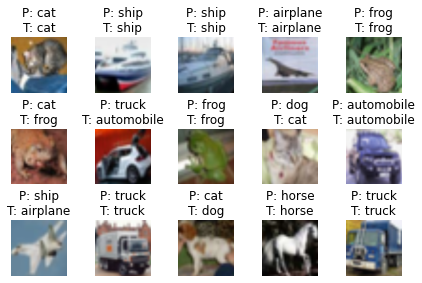 P: cat
T: cat
P: ship
T: ship
P: ship
T: ship
P: airplane
T: airplane
P: frog
T: frog
P: cat
T: frog
P: truck
T: automobile
P: frog
T: frog
P: dog
T: cat
P: automobile
T: automobile
P: ship
T: airplane
P: truck
T: truck
P: cat
T: dog
P: horse
T: horse
P: truck
T: truck